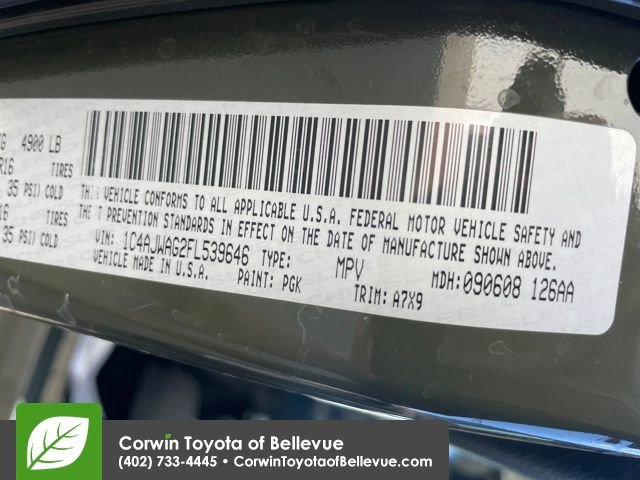 4900 LB
R16 TIRES
35 PSI) COLD
TIRES
35 PSI) COLD
THIS VEHICLE CONFORMS TO ALL APPLICABLE U.S.A. FEDERAL MOTOR VEHICLE SAFETY AND
THE T PREVENTION STANDARDS IN EFFECT ON THE DATE OF MANUFACTURE SHOWN ABOVE.
VIN: 1C4AJWAG2FL539646 TYPE: MPV MDH:090608 126AA
VEHICLE MADE IN U.S.A. PAINT: PGK TRIM: A7X9
Corwin Toyota of Bellevue
(402) 733-4445 • CorwinToyotaofBellevue.com